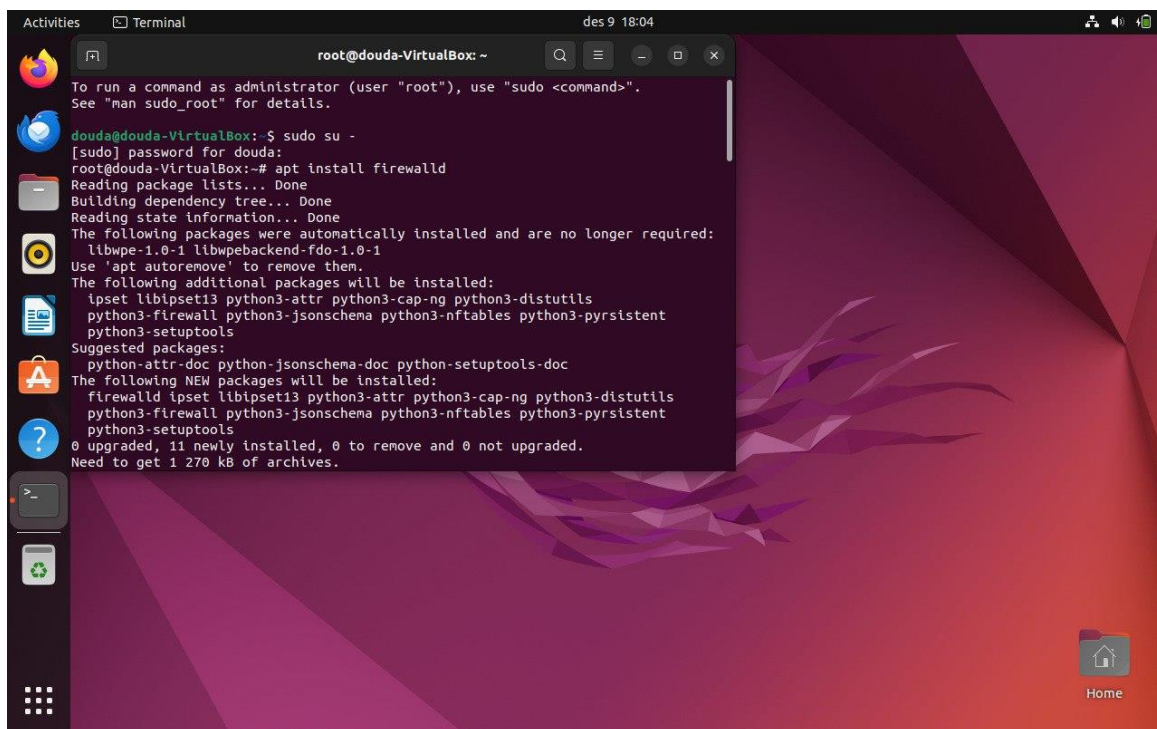 Activities
Terminal
des 9 18:04
root@douda-VirtualBox: ~
To run a command as administrator (user "root"), use "sudo <command>".
See "man sudo_root" for details.
douda@douda-VirtualBox:~$ sudo su -
[sudo] password for douda:
root@douda-VirtualBox:~# apt install firewalld
Reading package lists... Done
Building dependency tree... Done
Reading state information... Done
The following packages were automatically installed and are no longer required:
  libwpe-1.0-1 libwpebackend-fdo-1.0-1
Use 'apt autoremove' to remove them.
The following additional packages will be installed:
  ipset libipset13 python3-attr python3-cap-ng python3-distutils
  python3-firewall python3-jsonschema python3-nftables python3-pyrsistent
  python3-setuptools
Suggested packages:
  python-attr-doc python-jsonschema-doc python-setuptools-doc
The following NEW packages will be installed:
  firewalld ipset libipset13 python3-attr python3-cap-ng python3-distutils
  python3-firewall python3-jsonschema python3-nftables python3-pyrsistent
  python3-setuptools
0 upgraded, 11 newly installed, 0 to remove and 0 not upgraded.
Need to get 1 270 kB of archives.
Home